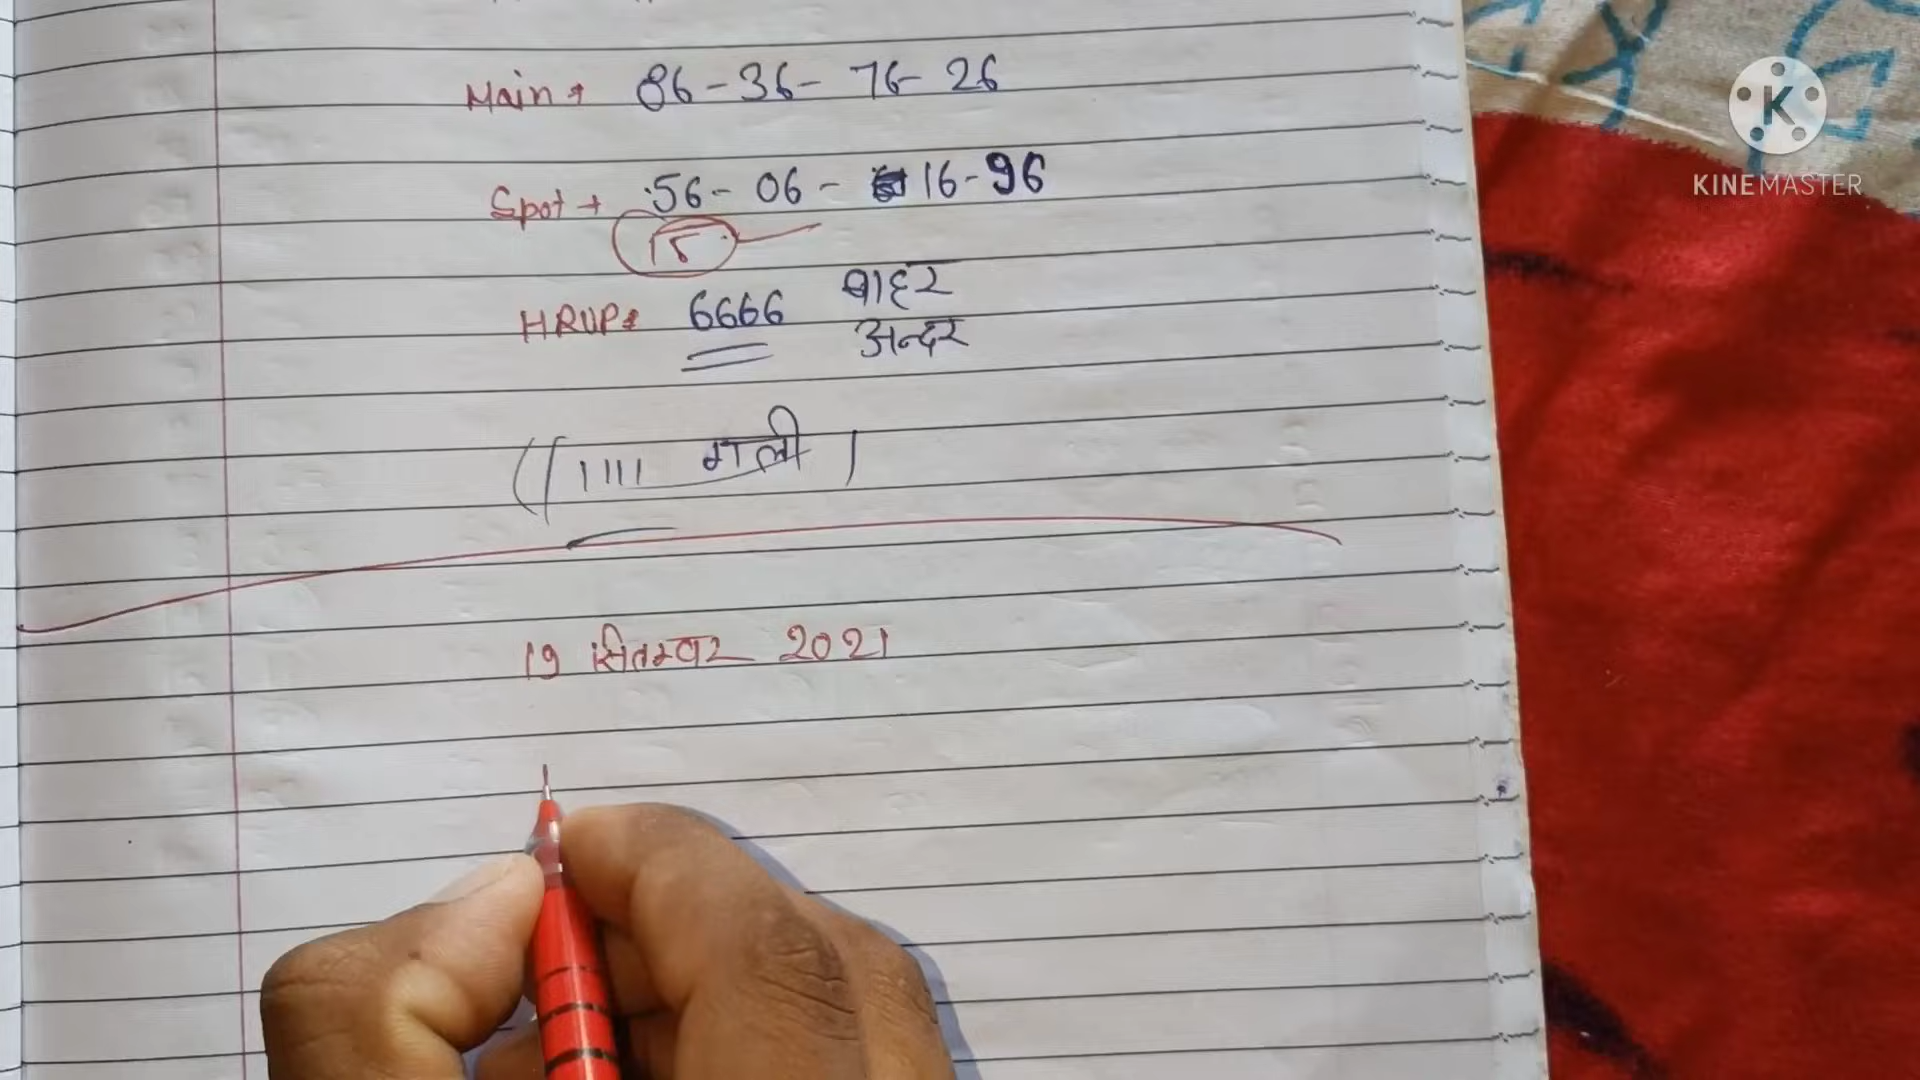 Main → 86 - 36 - 76 - 26
Spot → 56 - 06 - 16 - 96
15
HRUP → 6666 बाहर
अन्दर
1111 गली
19 सितम्बर 2021
K
KINEMASTER